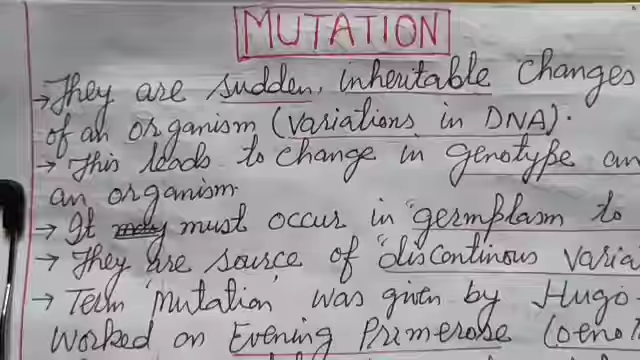 MUTATION
→ They are sudden, inheritable changes
of an organism (variations in DNA).
→ This leads to change in genotype an
an organism.
→ It must occur in "germplasm to
→ They are source of "discontinous varia
→ Term 'Mutation' was given by Hugo
worked on Evening Primerose (oeno